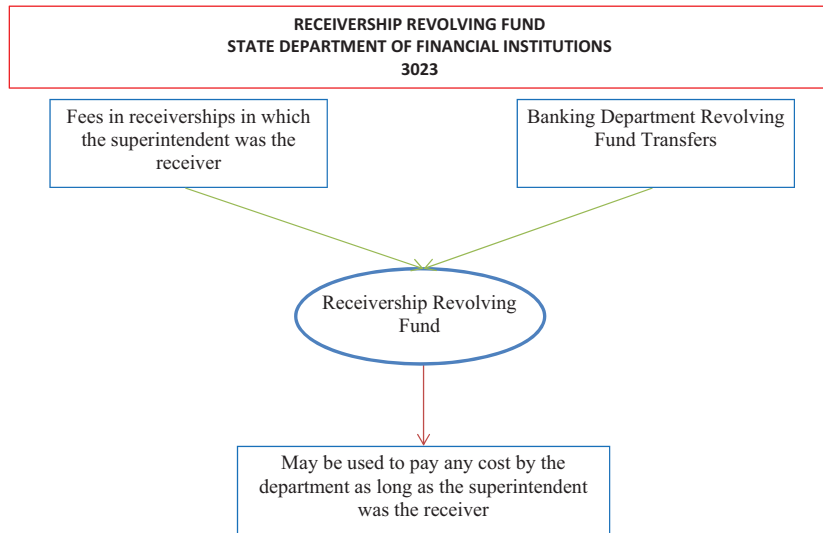 RECEIVERSHIP REVOLVING FUND
STATE DEPARTMENT OF FINANCIAL INSTITUTIONS
3023
Fees in receiverships in which
the superintendent was the
receiver
Banking Department Revolving
Fund Transfers
Receivership Revolving
Fund
May be used to pay any cost by the
department as long as the superintendent
was the receiver